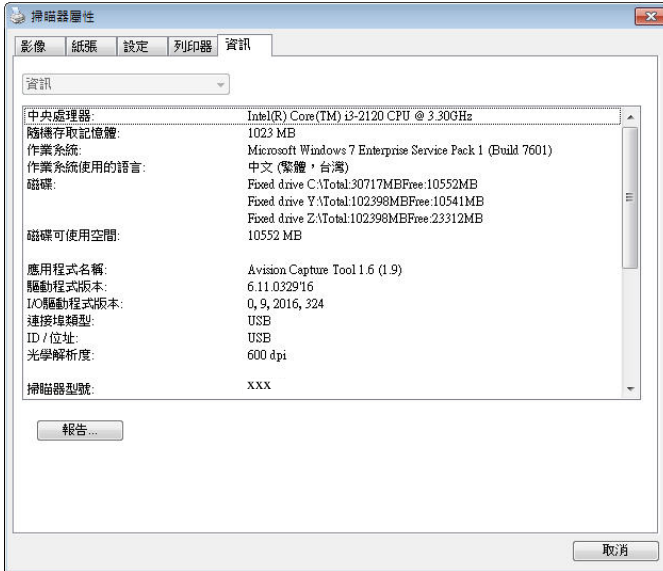 掃瞄器屬性
影像 紙張 設定 列印器 資訊
資訊
中央處理器: Intel(R) Core(TM) i3-2120 CPU @ 3.30GHz
隨機存取記憶體: 1023 MB
作業系統: Microsoft Windows 7 Enterprise Service Pack 1 (Build 7601)
作業系統使用的語言: 中文 (繁體，台灣)
磁碟: Fixed drive C:\Total:30717MBFree:10552MB
Fixed drive Y:\Total:102398MBFree:10541MB
Fixed drive Z:\Total:102398MBFree:23312MB
磁碟可使用空間: 10552 MB
應用程式名稱: Avision Capture Tool 1.6 (1.9)
驅動程式版本: 6.11.0329'16
I/O驅動程式版本: 0, 9, 2016, 324
連接埠類型: USB
ID / 位址: USB
光學解析度: 600 dpi
掃瞄器型號: XXX
報告...
取消